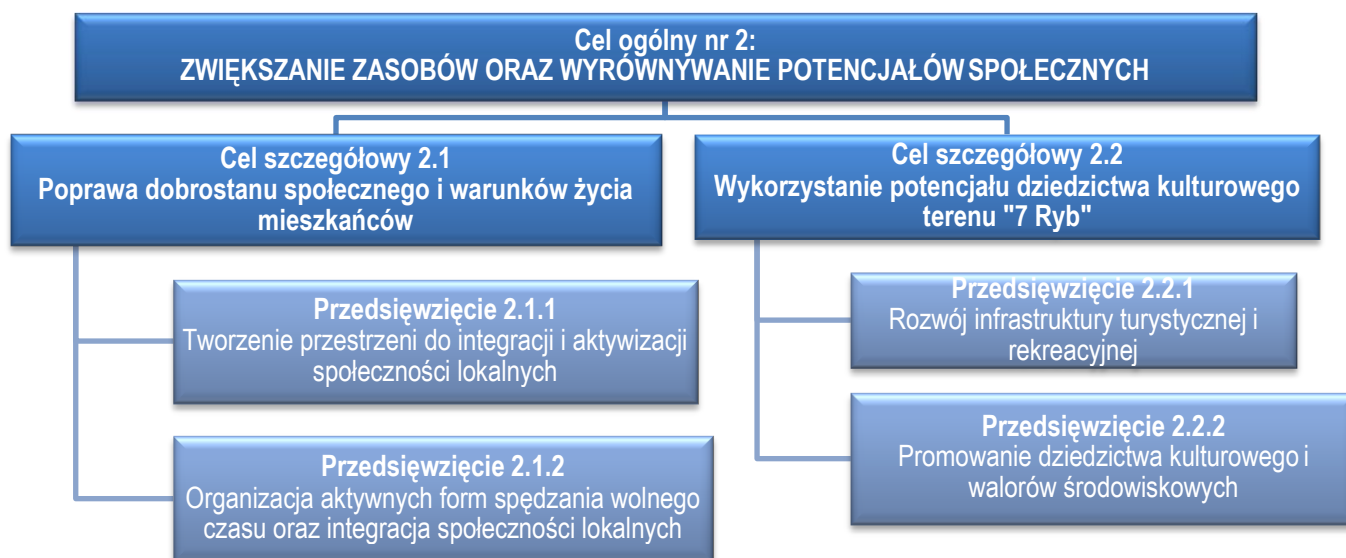 Cel ogólny nr 2:
ZWIĘKSZANIE ZASOBÓW ORAZ WYRÓWNYWANIE POTENCJAŁÓW SPOŁECZNYCH
Cel szczegółowy 2.1
Poprawa dobrostanu społecznego i warunków życia
mieszkańców
Przedsięwzięcie 2.1.1
Tworzenie przestrzeni do integracji i aktywizacji
społeczności lokalnych
Przedsięwzięcie 2.1.2
Organizacja aktywnych form spędzania wolnego
czasu oraz integracja społeczności lokalnych
Cel szczegółowy 2.2
Wykorzystanie potencjału dziedzictwa kulturowego
terenu "7 Ryb"
Przedsięwzięcie 2.2.1
Rozwój infrastruktury turystycznej i
rekreacyjnej
Przedsięwzięcie 2.2.2
Promowanie dziedzictwa kulturowego i
walorów środowiskowych